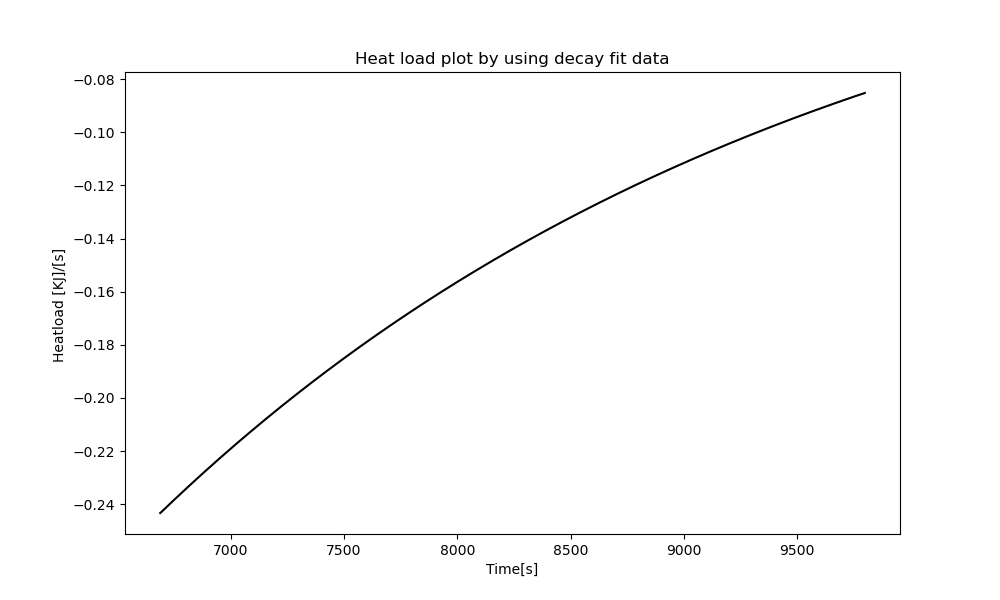 Heat load plot by using decay fit data
−0.08
−0.10
−0.12
−0.14
−0.16
−0.18
−0.20
−0.22
−0.24
Heatload [KJ]/[s]
7000 7500 8000 8500 9000 9500
Time[s]